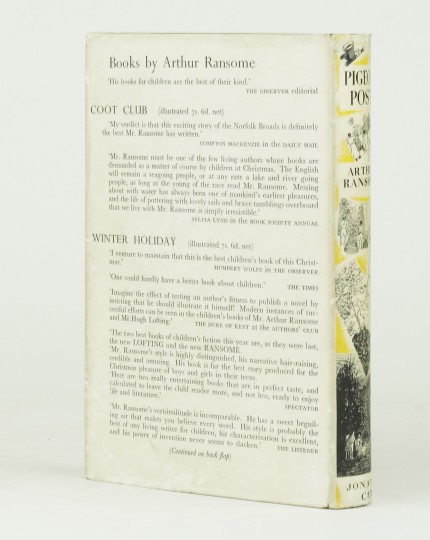 Books by Arthur Ransome
'His books for children are the best of their kind.'
THE OBSERVER editorial
COOT CLUB (illustrated 7s. 6d. net)
'My verdict is that this exciting story of the Norfolk Broads is definitely
the best Mr. Ransome has written.'
COMPTON MACKENZIE in the DAILY MAIL
'Mr. Ransome must be one of the few living authors whose books are
demanded as a matter of course by children at Christmas. The English
will remain a seagoing people, or at any rate a lake and river going
people, as long as the young of the race read Mr. Ransome. Messing
about with water has always been one of mankind's earliest pleasures,
and the life of pottering with lovely sails and brave tumblings overboard
that we live with Mr. Ransome is simply irresistible.'
SYLVIA LYND in the BOOK SOCIETY ANNUAL
WINTER HOLIDAY (illustrated 7s. 6d. net)
'I venture to maintain that this is the best children's book of this Christ-
mas.' HUMBERT WOLFE in THE OBSERVER
'One could hardly have a better book about children.' THE TIMES
'Imagine the effect of testing an author's fitness to publish a novel by
insisting that he should illustrate it himself! Modern instances of suc-
cessful efforts can be seen in the children's books of Mr. Arthur Ransome
and Mr. Hugh Lofting.' THE DUKE OF KENT at the AUTHORS' CLUB
'The two best books of children's fiction this year are, as they were last,
the new LOFTING and the new RANSOME.
'Mr. Ransome's style is highly distinguished, his narrative hair-raising,
credible and amusing. His book is far the best story produced for the
Christmas pleasure of boys and girls in their teens.
'Here are two really entertaining books that are in perfect taste, and
calculated to leave the child reader more, and not less, ready to enjoy
life and literature.' SPECTATOR
'Mr. Ransome's verisimilitude is incomparable. He has a sweet beguil-
ing air that makes you believe every word. His style is probably the
best of any living writer for children, his characterization is excellent,
and his power of invention never seems to slacken.' THE LISTENER
(Continued on back flap)
PIGEON
POST
ARTHUR
RANSOME
JONATHAN
CAPE